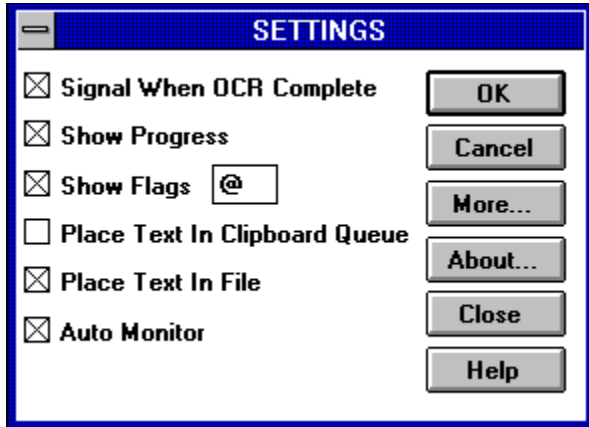 SETTINGS
Signal When OCR Complete
Show Progress
Show Flags @
Place Text In Clipboard Queue
Place Text In File
Auto Monitor
OK
Cancel
More...
About...
Close
Help